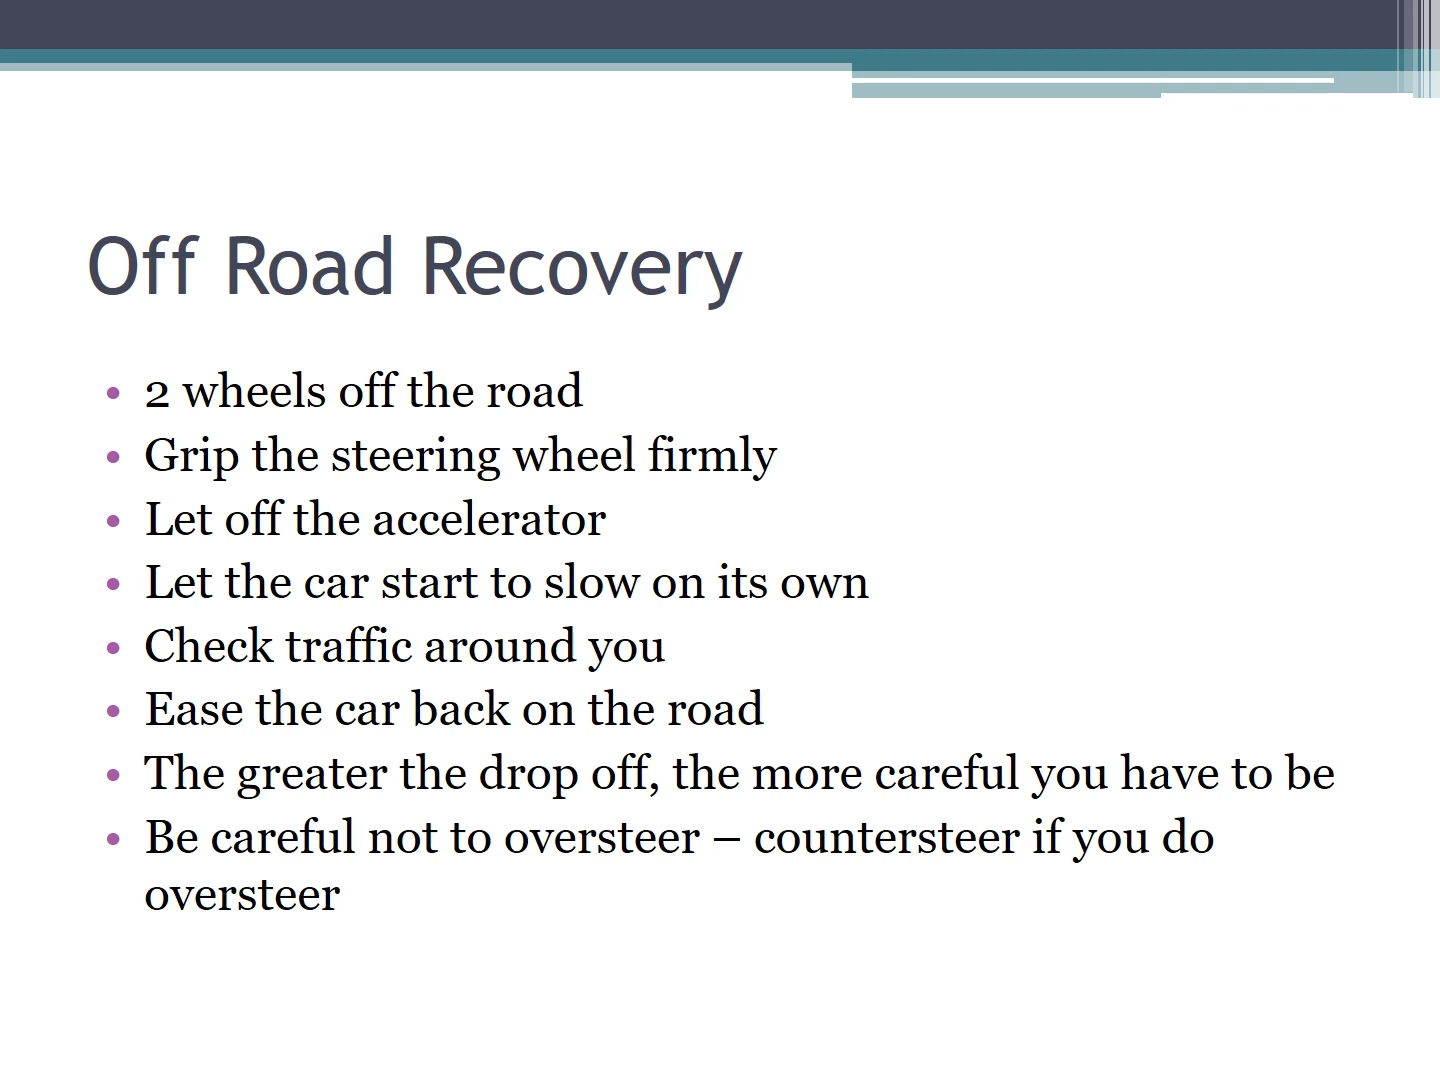 Off Road Recovery
• 2 wheels off the road
• Grip the steering wheel firmly
• Let off the accelerator
• Let the car start to slow on its own
• Check traffic around you
• Ease the car back on the road
• The greater the drop off, the more careful you have to be
• Be careful not to oversteer – countersteer if you do
oversteer